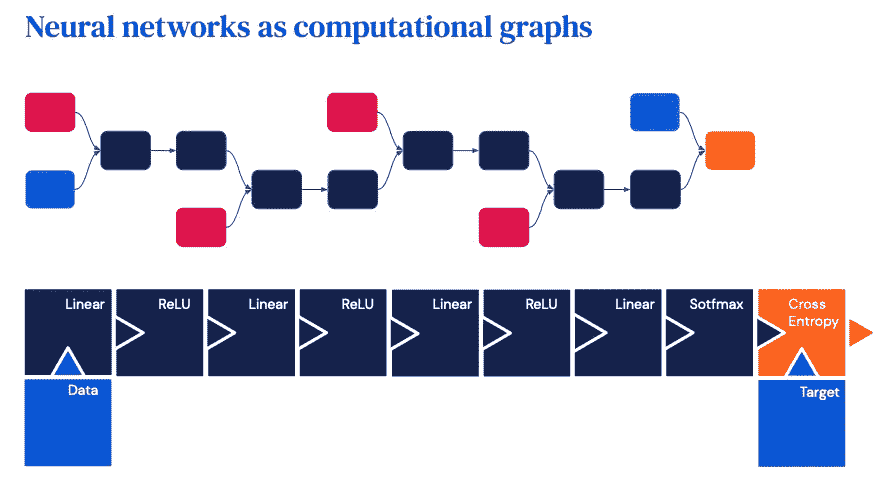 Neural networks as computational graphs
Linear
ReLU
Linear
ReLU
Linear
ReLU
Linear
Sotfmax
Cross
Entropy
Data
Target